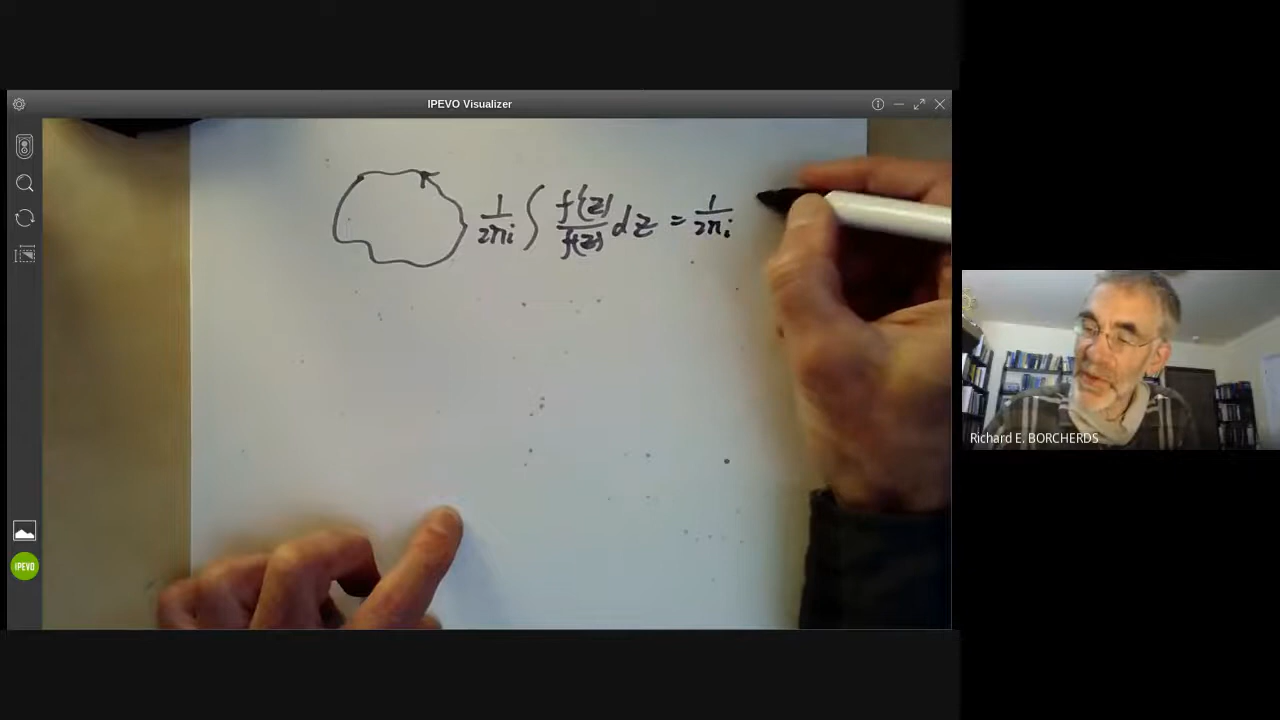 IPEVO Visualizer
1/2πi ∫ f'(z)/f(z) dz = 1/2πi
Richard E. BORCHERDS
IPEVO